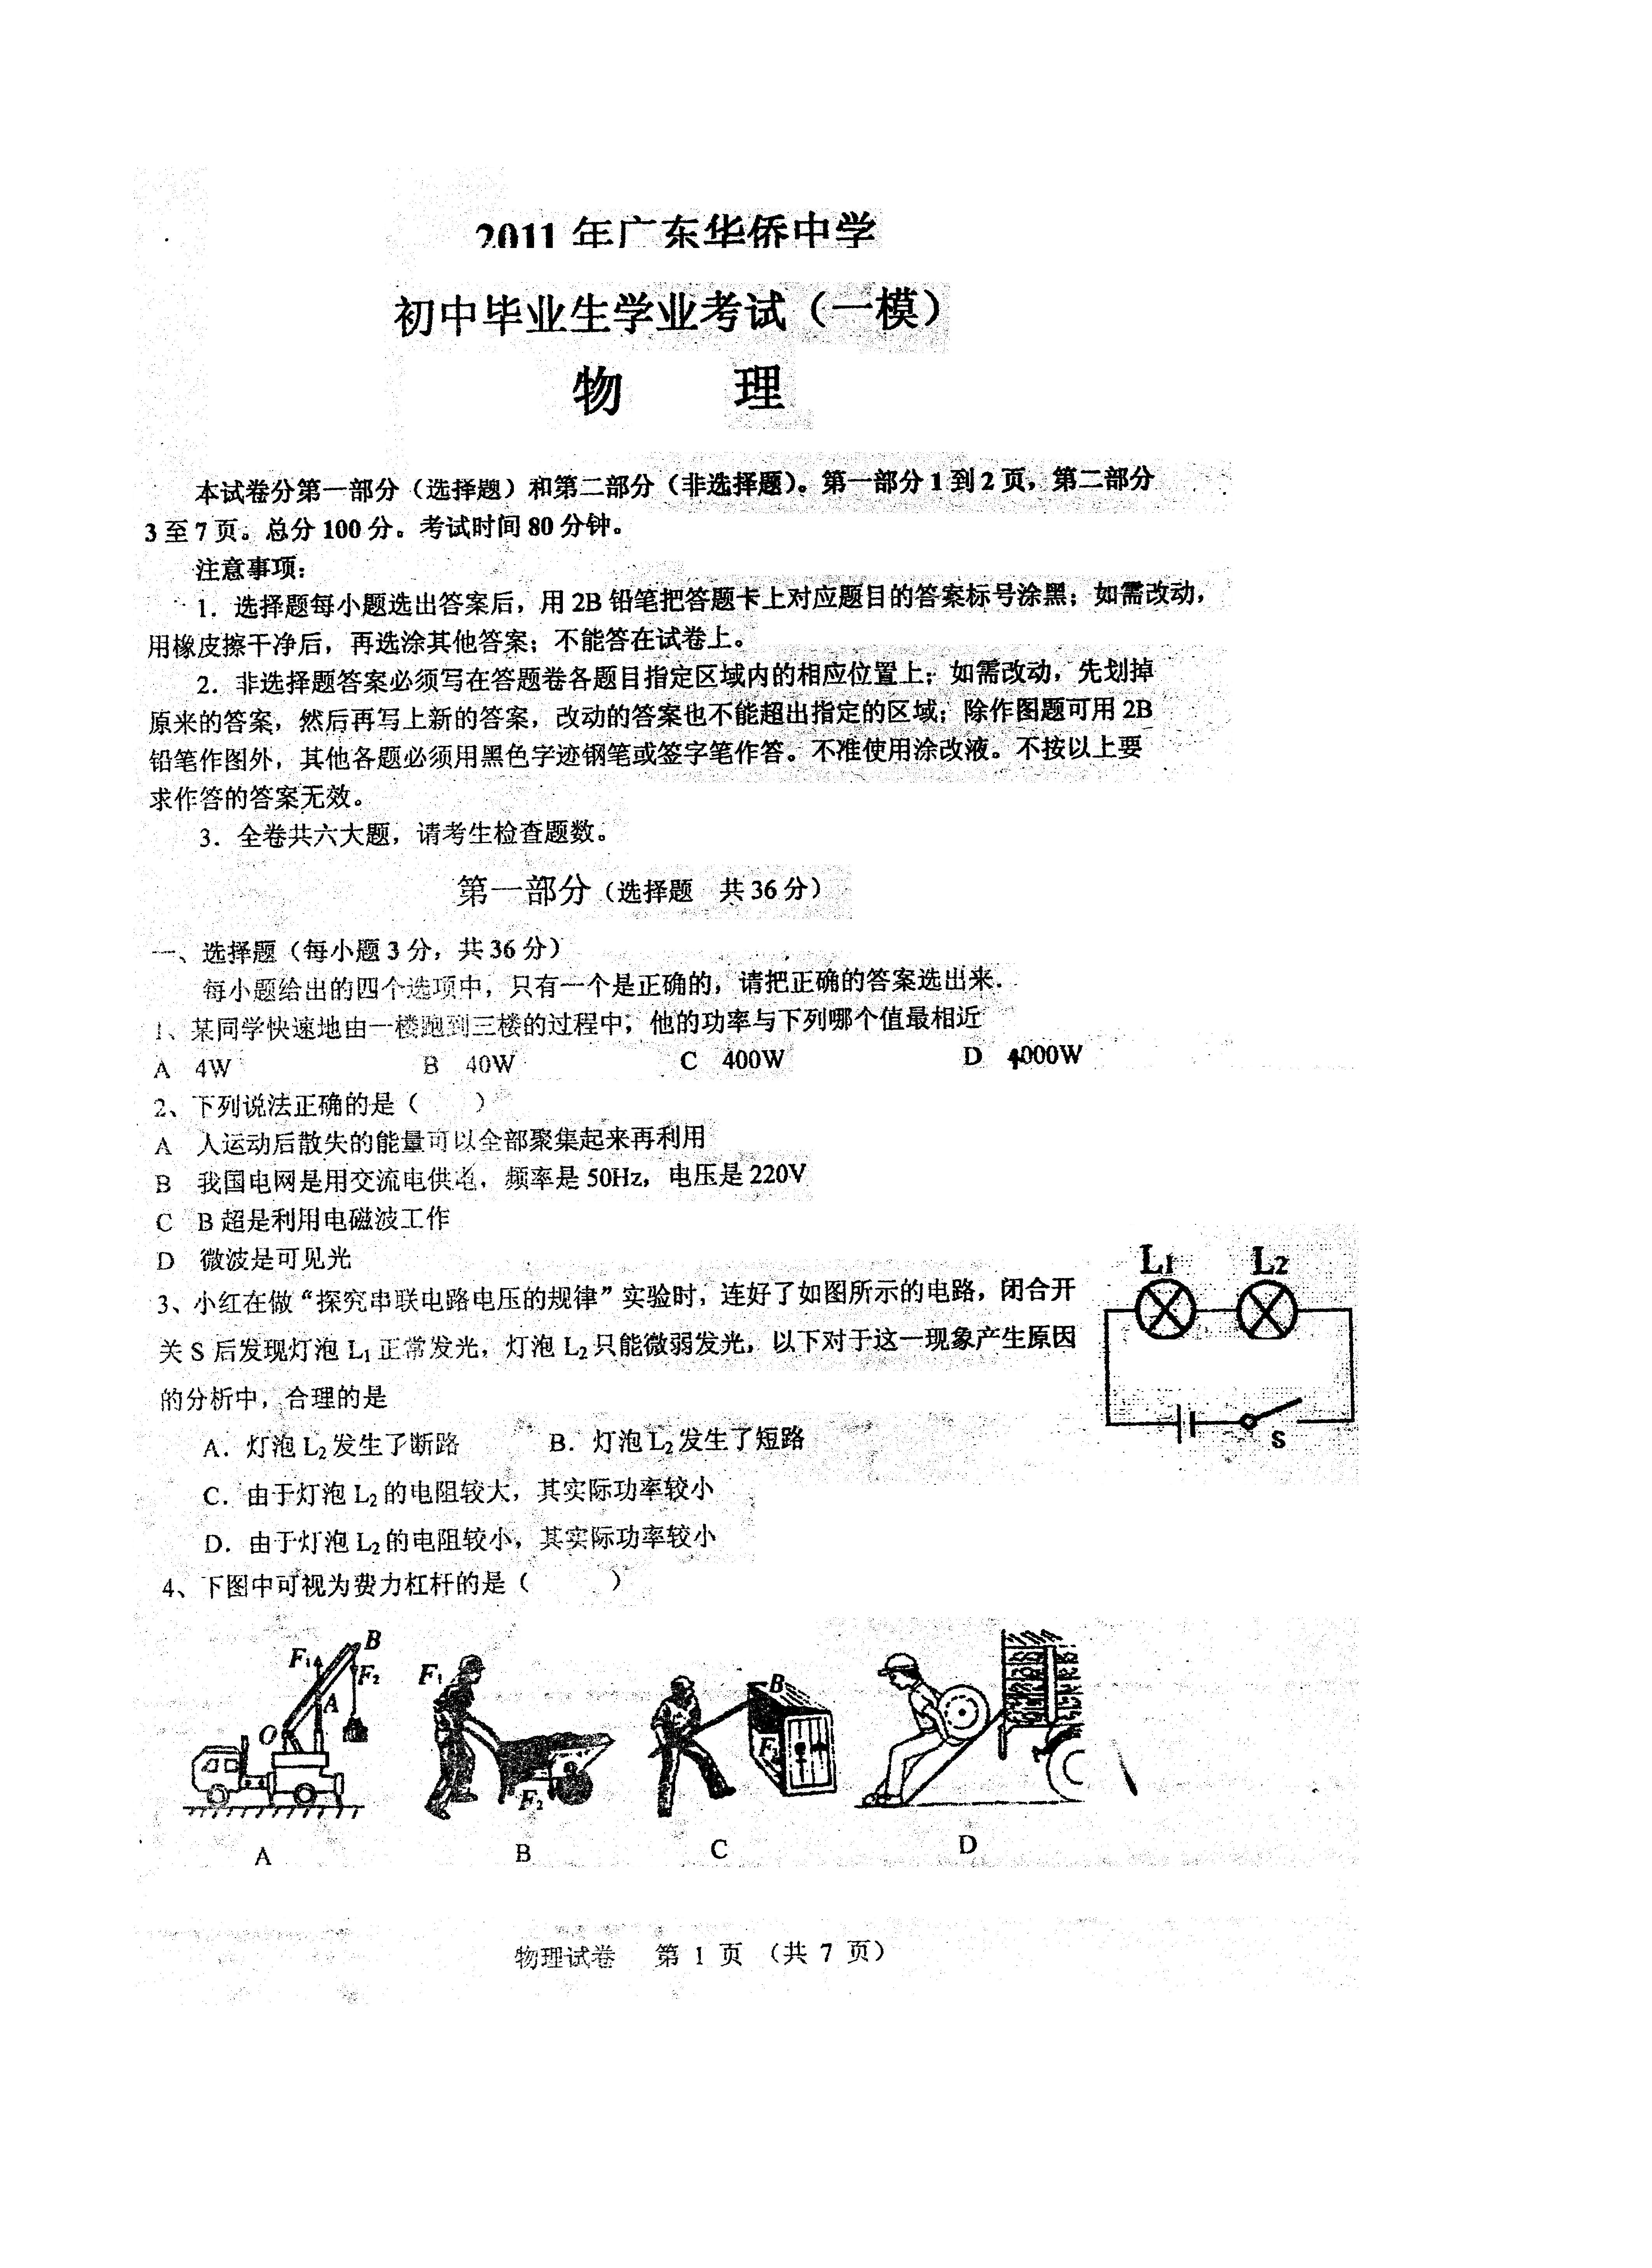 2011 年广东华侨中学
初中毕业生学业考试（一模）
物 理
本试卷分第一部分（选择题）和第二部分（非选择题）。第一部分 1 到 2 页，第二部分
3 至 7 页。总分 100 分。考试时间 80 分钟。
注意事项：
1．选择题每小题选出答案后，用 2B 铅笔把答题卡上对应题目的答案标号涂黑；如需改动，
用橡皮擦干净后，再选涂其他答案；不能答在试卷上。
2．非选择题答案必须写在答题卷各题目指定区域内的相应位置上；如需改动，先划掉
原来的答案，然后再写上新的答案，改动的答案也不能超出指定的区域；除作图题可用 2B
铅笔作图外，其他各题必须用黑色字迹钢笔或签字笔作答。不准使用涂改液。不按以上要
求作答的答案无效。
3．全卷共六大题，请考生检查题数。
第一部分（选择题 共 36 分）
一、选择题（每小题 3 分，共 36 分）
每小题给出的四个选项中，只有一个是正确的，请把正确的答案选出来．
1、某同学快速地由一楼跑到三楼的过程中，他的功率与下列哪个值最相近
A 4W B 40W C 400W D 4000W
2、下列说法正确的是（ ）
A 人运动后散失的能量可以全部聚集起来再利用
B 我国电网是用交流电供电，频率是 50Hz，电压是 220V
C B 超是利用电磁波工作
D 微波是可见光
3、小红在做“探究串联电路电压的规律”实验时，连好了如图所示的电路，闭合开
关 S 后发现灯泡 L1 正常发光，灯泡 L2 只能微弱发光，以下对于这一现象产生原因
的分析中，合理的是
A．灯泡 L2 发生了断路 B．灯泡 L2 发生了短路
C．由于灯泡 L2 的电阻较大，其实际功率较小
D．由于灯泡 L2 的电阻较小，其实际功率较小
L1 L2
S
4、下图中可视为费力杠杆的是（ ）
F1 B F2 A O
F1 F2
B F2
A B C D
物理试卷 第 1 页 （共 7 页）